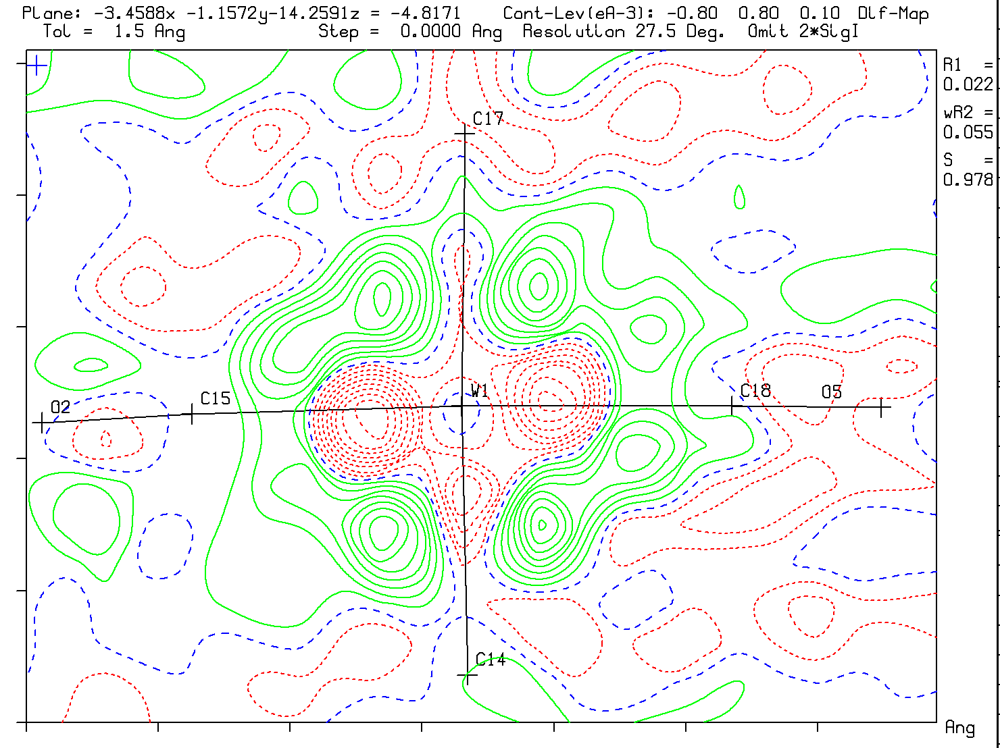 Plane: -3.4588x -1.1572y-14.2591z = -4.8171 Cont-Lev(eA-3): -0.80 0.80 0.10 Dif-Map
Tol = 1.5 Ang Step = 0.0000 Ang Resolution 27.5 Deg. Omit 2*SigI
R1 =
0.022
wR2 =
0.055
S =
0.978
C17
W1
C15
O2
C18
O5
C14
Ang